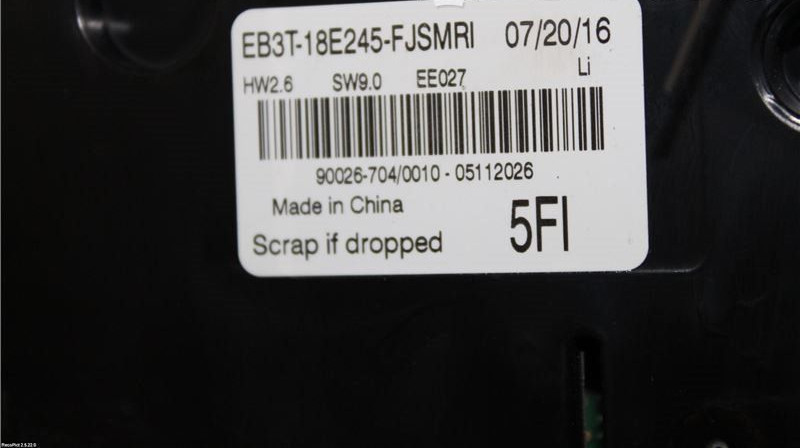 EB3T-18E245-FJSMRI 07/20/16
HW2.6 SW9.0 EE027 Li
90026-704/0010 - 05112026
Made in China
Scrap if dropped 5FI